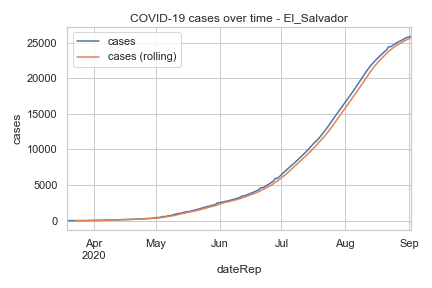 COVID-19 cases over time - El_Salvador
cases
cases (rolling)
25000
20000
15000
10000
5000
0
cases
Apr
2020
May
Jun
Jul
Aug
Sep
dateRep